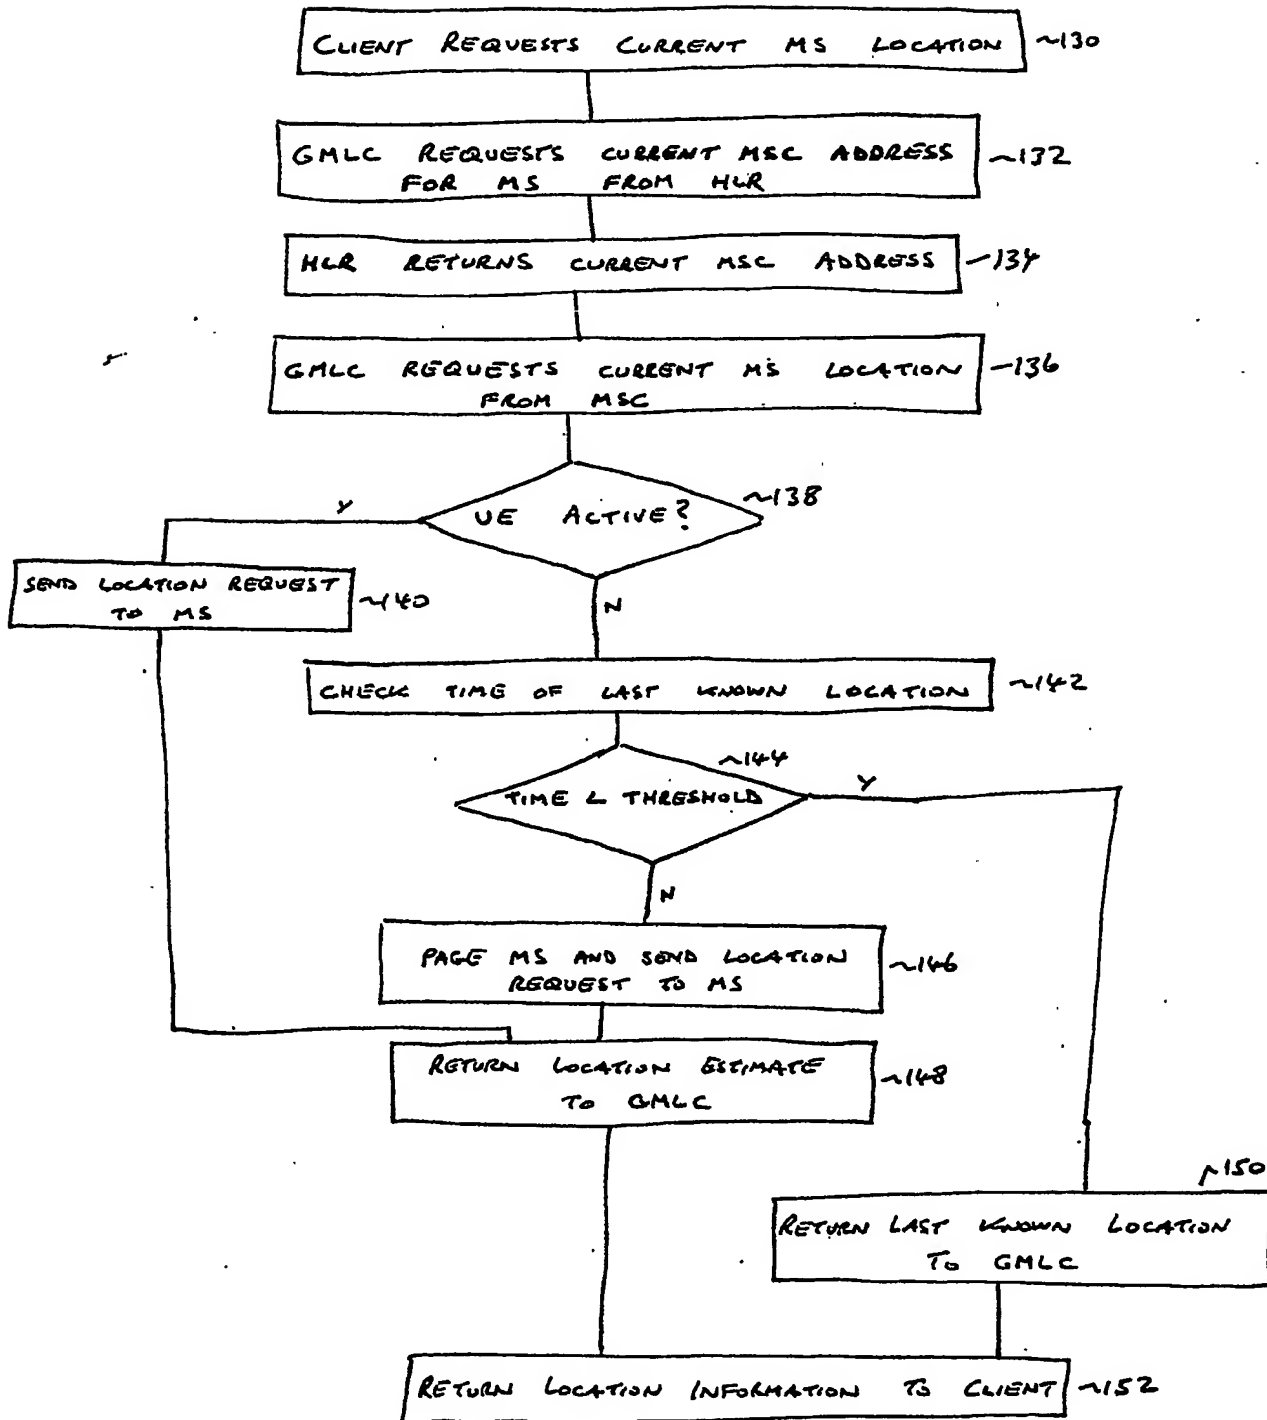 CLIENT REQUESTS CURRENT MS LOCATION ~130
GMLC REQUESTS CURRENT MSC ADDRESS ~132
FOR MS FROM HLR
HLR RETURNS CURRENT MSC ADDRESS ~134
GMLC REQUESTS CURRENT MS LOCATION ~136
FROM MSC
UE ACTIVE? ~138
Y
N
SEND LOCATION REQUEST
TO MS ~140
CHECK TIME OF LAST KNOWN LOCATION ~142
TIME < THRESHOLD ~144
Y
N
PAGE MS AND SEND LOCATION
REQUEST TO MS ~146
RETURN LOCATION ESTIMATE
TO GMLC ~148
~150
RETURN LAST KNOWN LOCATION
TO GMLC
RETURN LOCATION INFORMATION TO CLIENT ~152